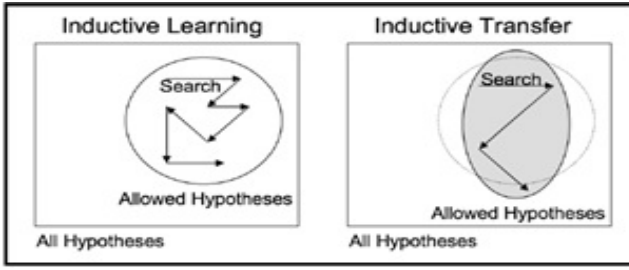 Inductive Learning
Search
Allowed Hypotheses
All Hypotheses
Inductive Transfer
Search
Allowed Hypotheses
All Hypotheses